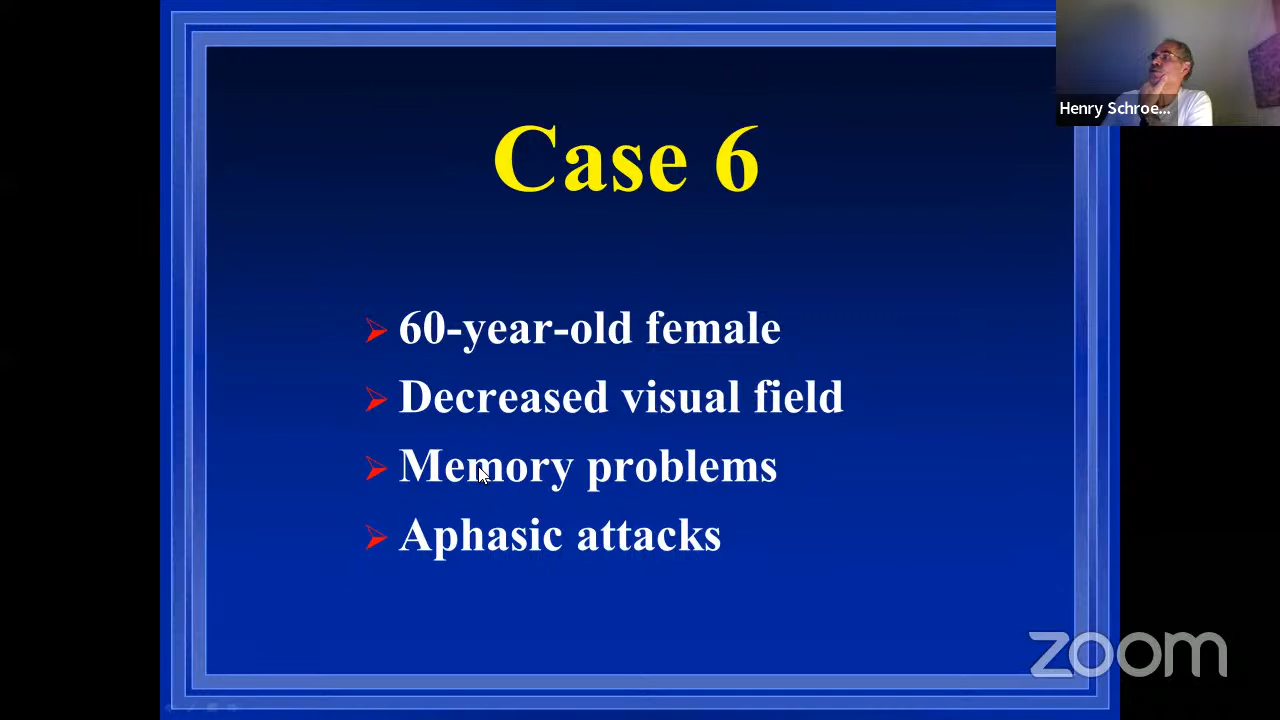 Henry Schroe...
Case 6
60-year-old female
Decreased visual field
Memory problems
Aphasic attacks
zoom